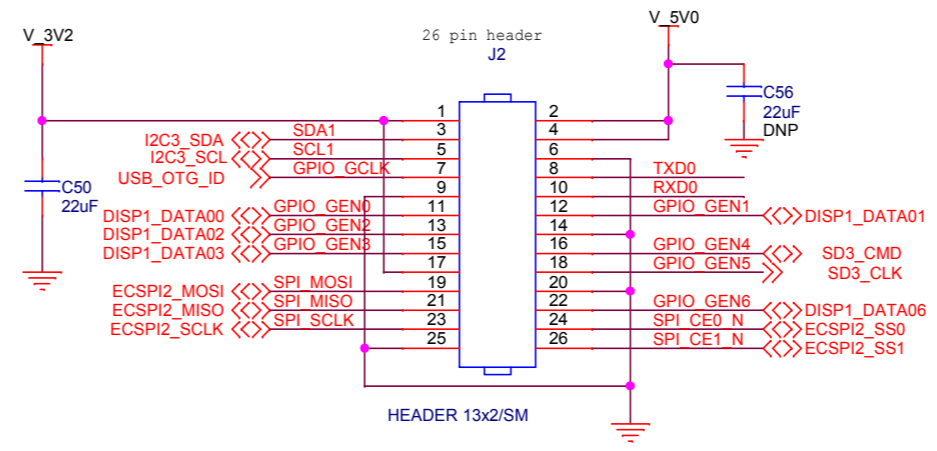 V_3V2
26 pin header
J2
V_5V0
C56
22uF
DNP
1 2
I2C3_SDA SDA1 3 4
I2C3_SCL SCL1 5 6
USB_OTG_ID GPIO_GCLK 7 8 TXD0
9 10 RXD0
C50
22uF
DISP1_DATA00 GPIO_GEN0 11 12 GPIO_GEN1 DISP1_DATA01
DISP1_DATA02 GPIO_GEN2 13 14
DISP1_DATA03 GPIO_GEN3 15 16 GPIO_GEN4 SD3_CMD
17 18 GPIO_GEN5 SD3_CLK
ECSPI2_MOSI SPI_MOSI 19 20
ECSPI2_MISO SPI_MISO 21 22 GPIO_GEN6 DISP1_DATA06
ECSPI2_SCLK SPI_SCLK 23 24 SPI_CE0_N ECSPI2_SS0
25 26 SPI_CE1_N ECSPI2_SS1
HEADER 13x2/SM